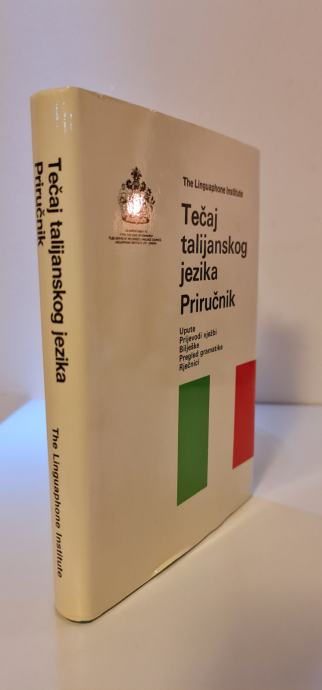 Tečaj talijanskog jezika
Priručnik
The Linguaphone Institute
The Linguaphone Institute
Tečaj
talijanskog
jezika
Priručnik
Upute
Prijevodi vježbi
Bilješke
Pregled gramatike
Rječnici